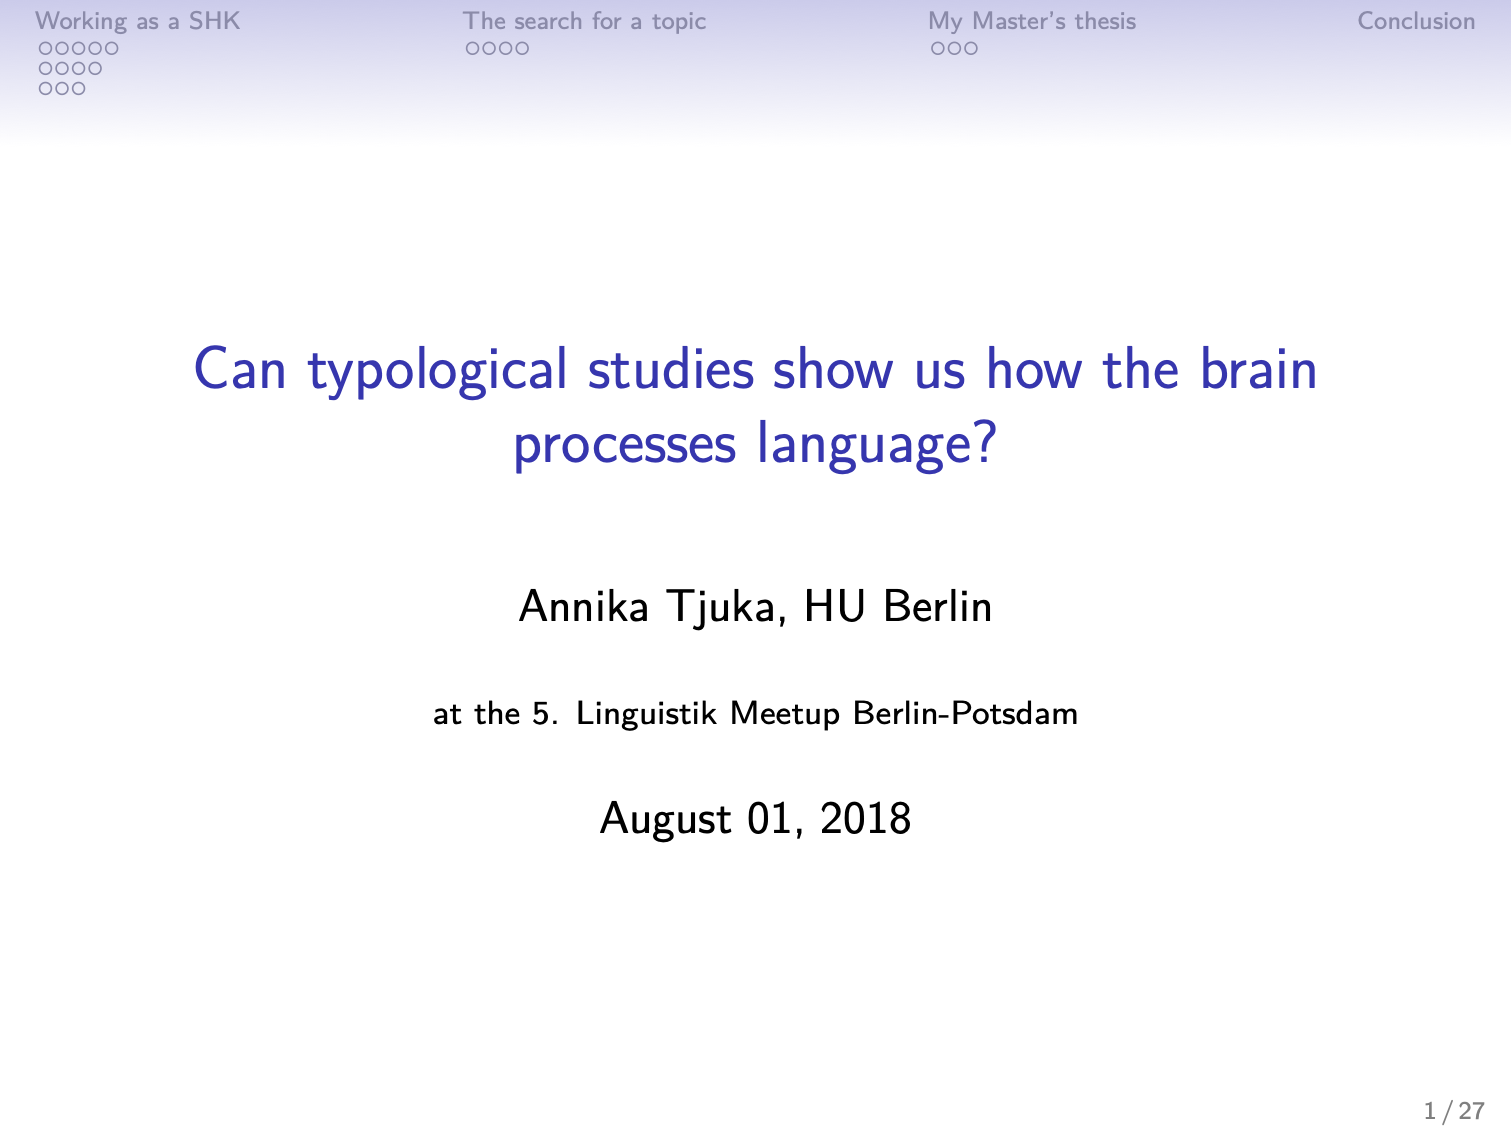 Working as a SHK
The search for a topic
My Master's thesis
Conclusion
Can typological studies show us how the brain
processes language?
Annika Tjuka, HU Berlin
at the 5. Linguistik Meetup Berlin-Potsdam
August 01, 2018
1 / 27